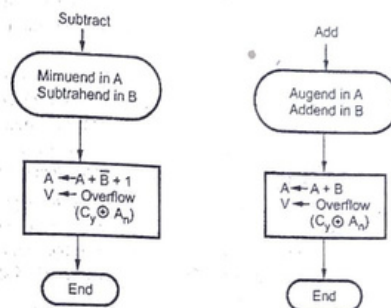 Subtract
Mimuend in A
Subtrahend in B
A ← A + B̅ + 1
V ← Overflow
(Cy ⊙ An)
End
Add
Augend in A
Addend in B
A ← A + B
V ← Overflow
(Cy ⊙ An)
End